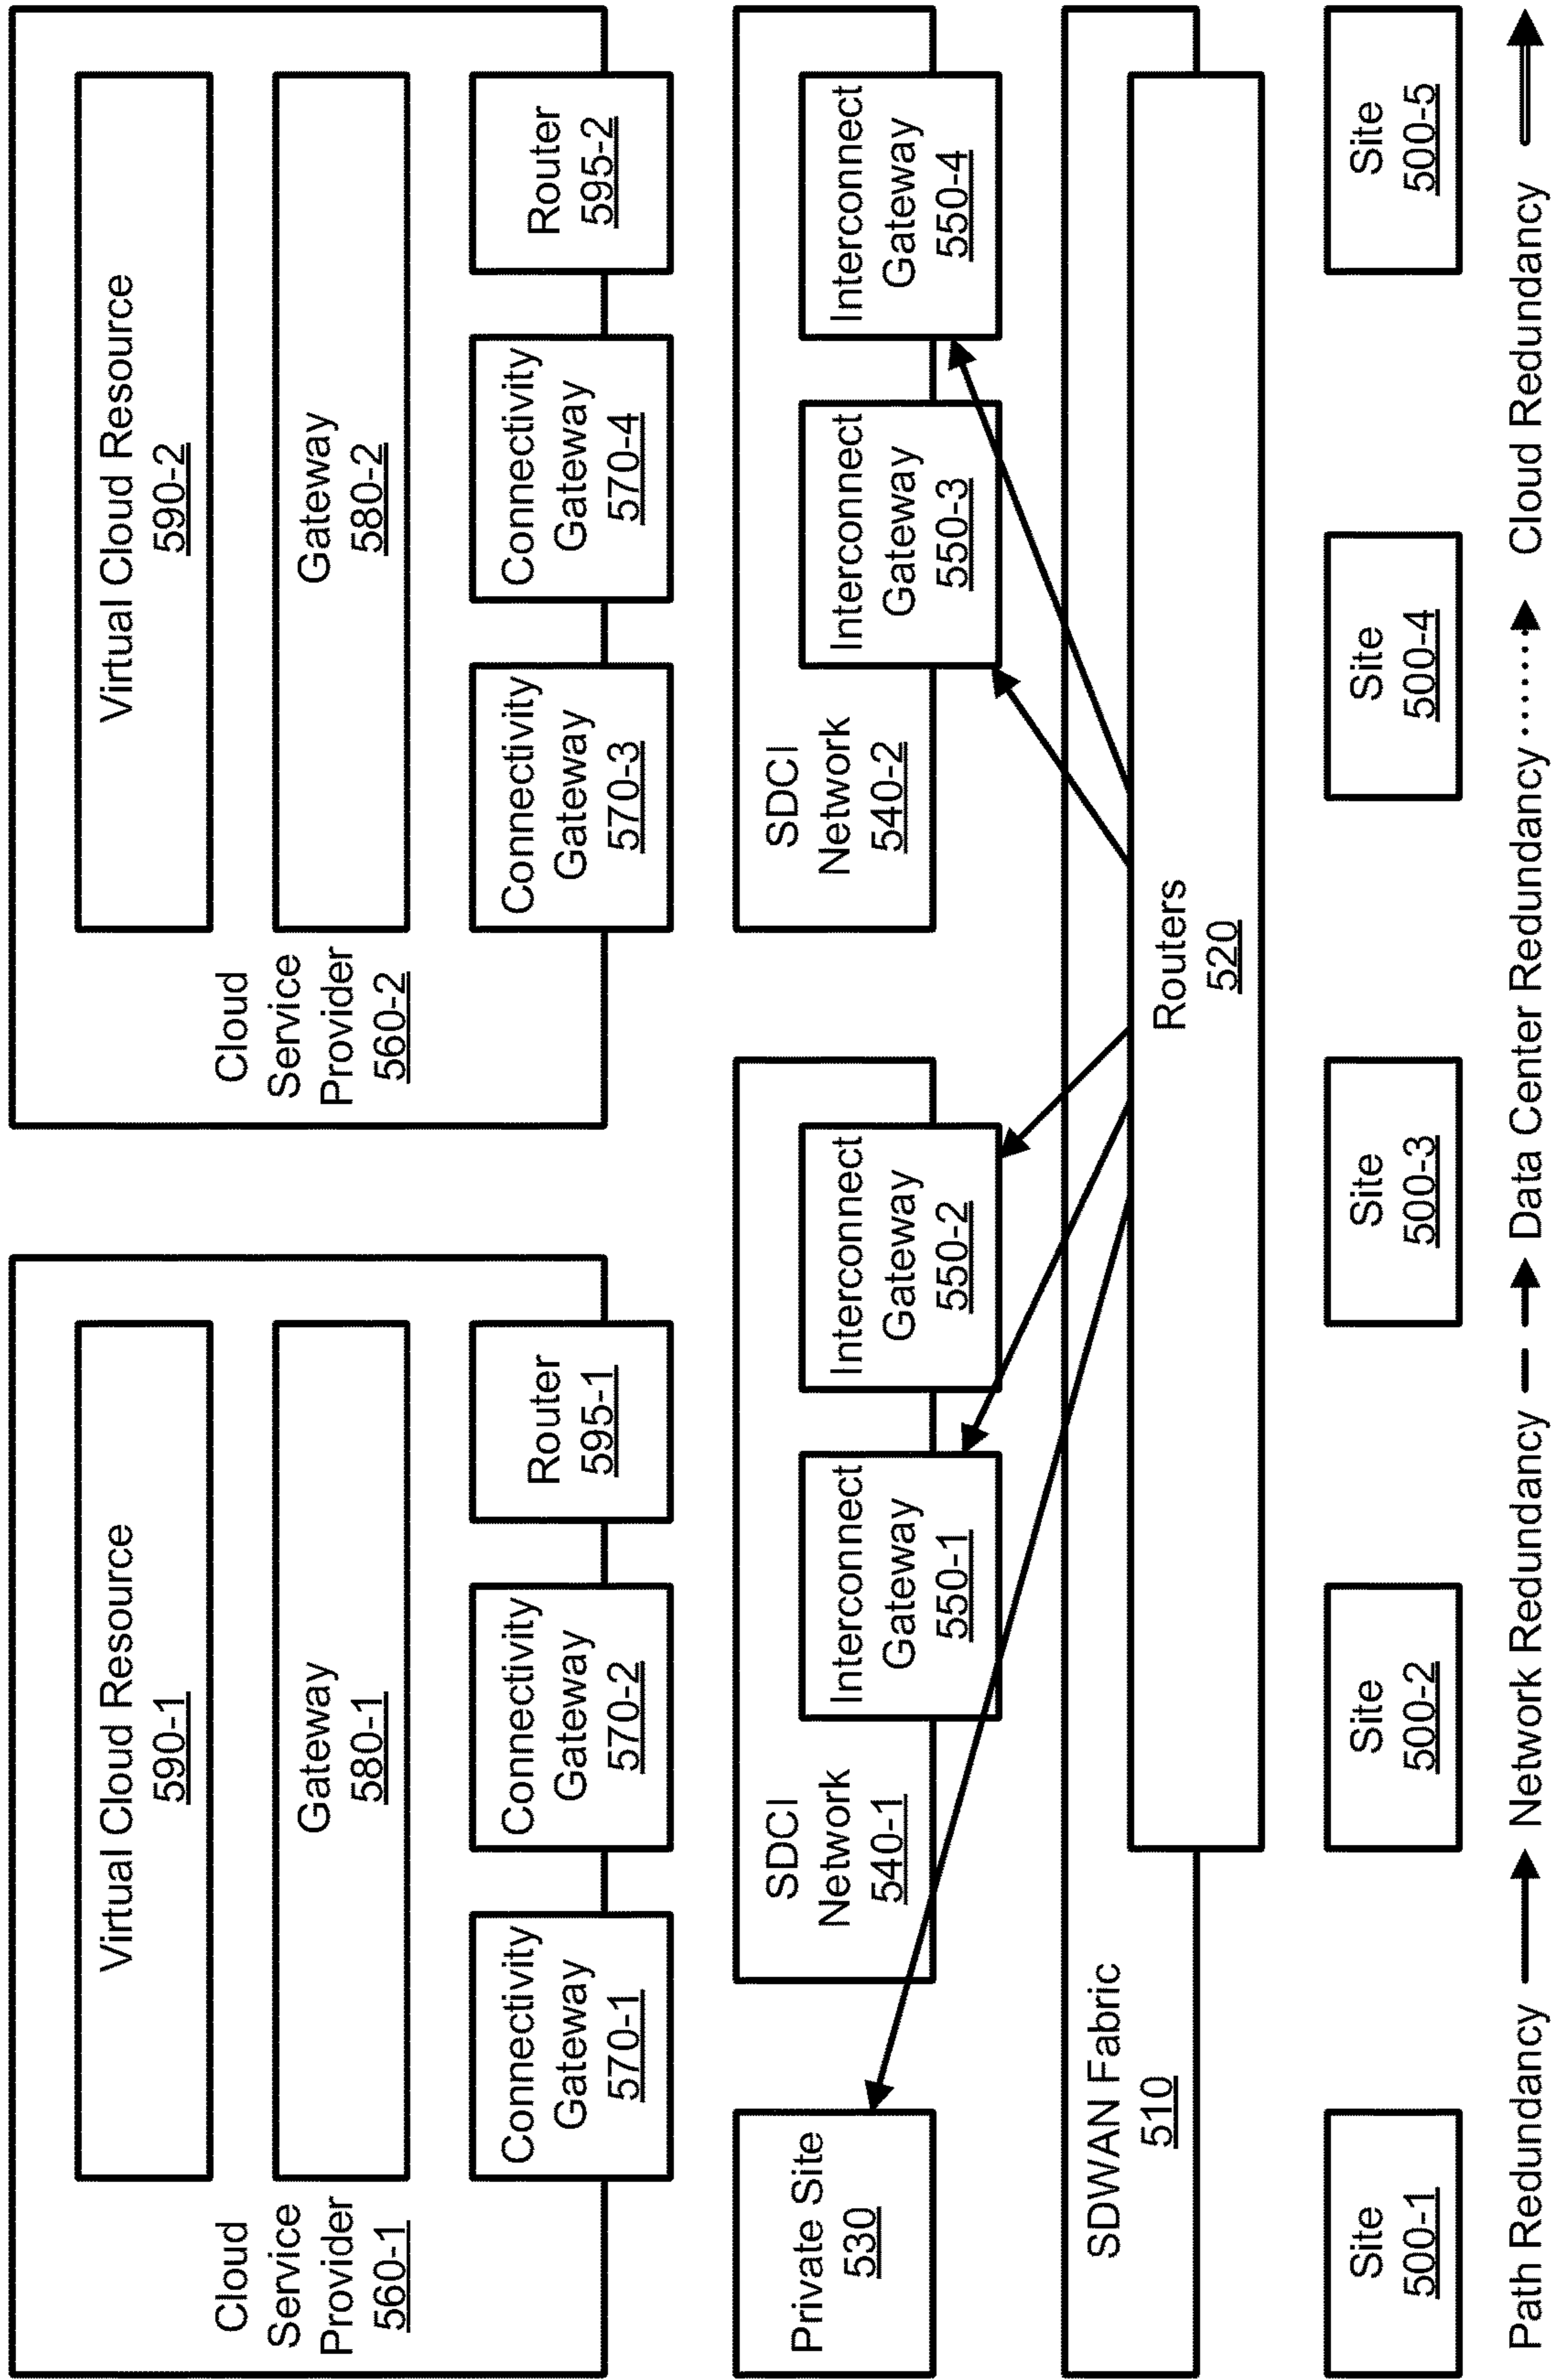 Cloud
Service
Provider
560-1
Virtual Cloud Resource
590-1
Gateway
580-1
Connectivity
Gateway
570-1
Connectivity
Gateway
570-2
Router
595-1
Cloud
Service
Provider
560-2
Virtual Cloud Resource
590-2
Gateway
580-2
Connectivity
Gateway
570-3
Connectivity
Gateway
570-4
Router
595-2
Private Site
530
SDCI
Network
540-1
Interconnect
Gateway
550-1
Interconnect
Gateway
550-2
SDCI
Network
540-2
Interconnect
Gateway
550-3
Interconnect
Gateway
550-4
SDWAN Fabric
510
Routers
520
Site
500-1
Site
500-2
Site
500-3
Site
500-4
Site
500-5
Path Redundancy
Network Redundancy
Data Center Redundancy
Cloud Redundancy